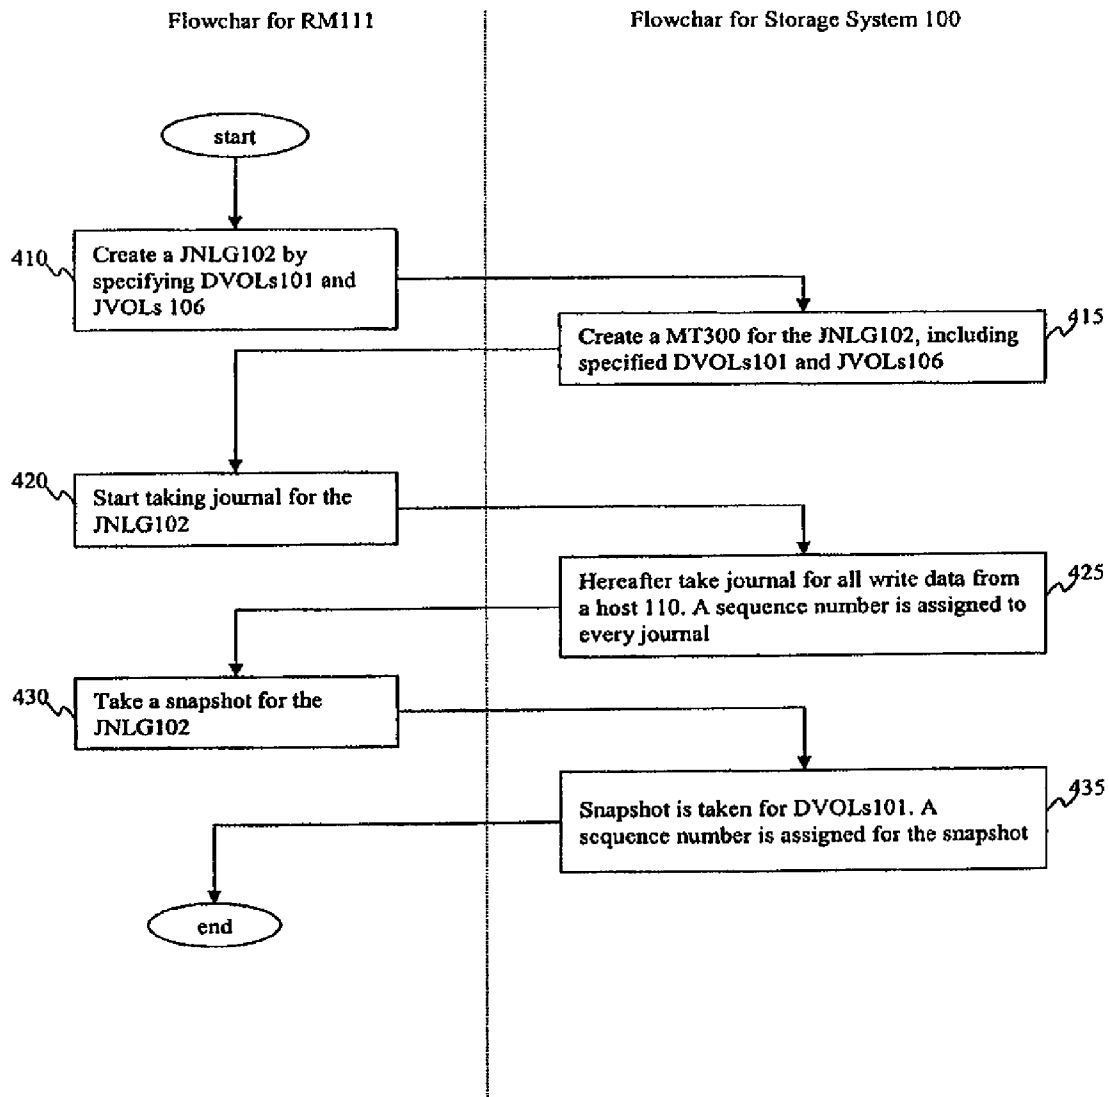 Flowchar for RM111
Flowchar for Storage System 100
start
410
Create a JNLG102 by
specifying DVOLs101 and
JVOLs 106
415
Create a MT300 for the JNLG102, including
specified DVOLs101 and JVOLs106
420
Start taking journal for the
JNLG102
425
Hereafter take journal for all write data from
a host 110. A sequence number is assigned to
every journal
430
Take a snapshot for the
JNLG102
435
Snapshot is taken for DVOLs101. A
sequence number is assigned for the snapshot
end